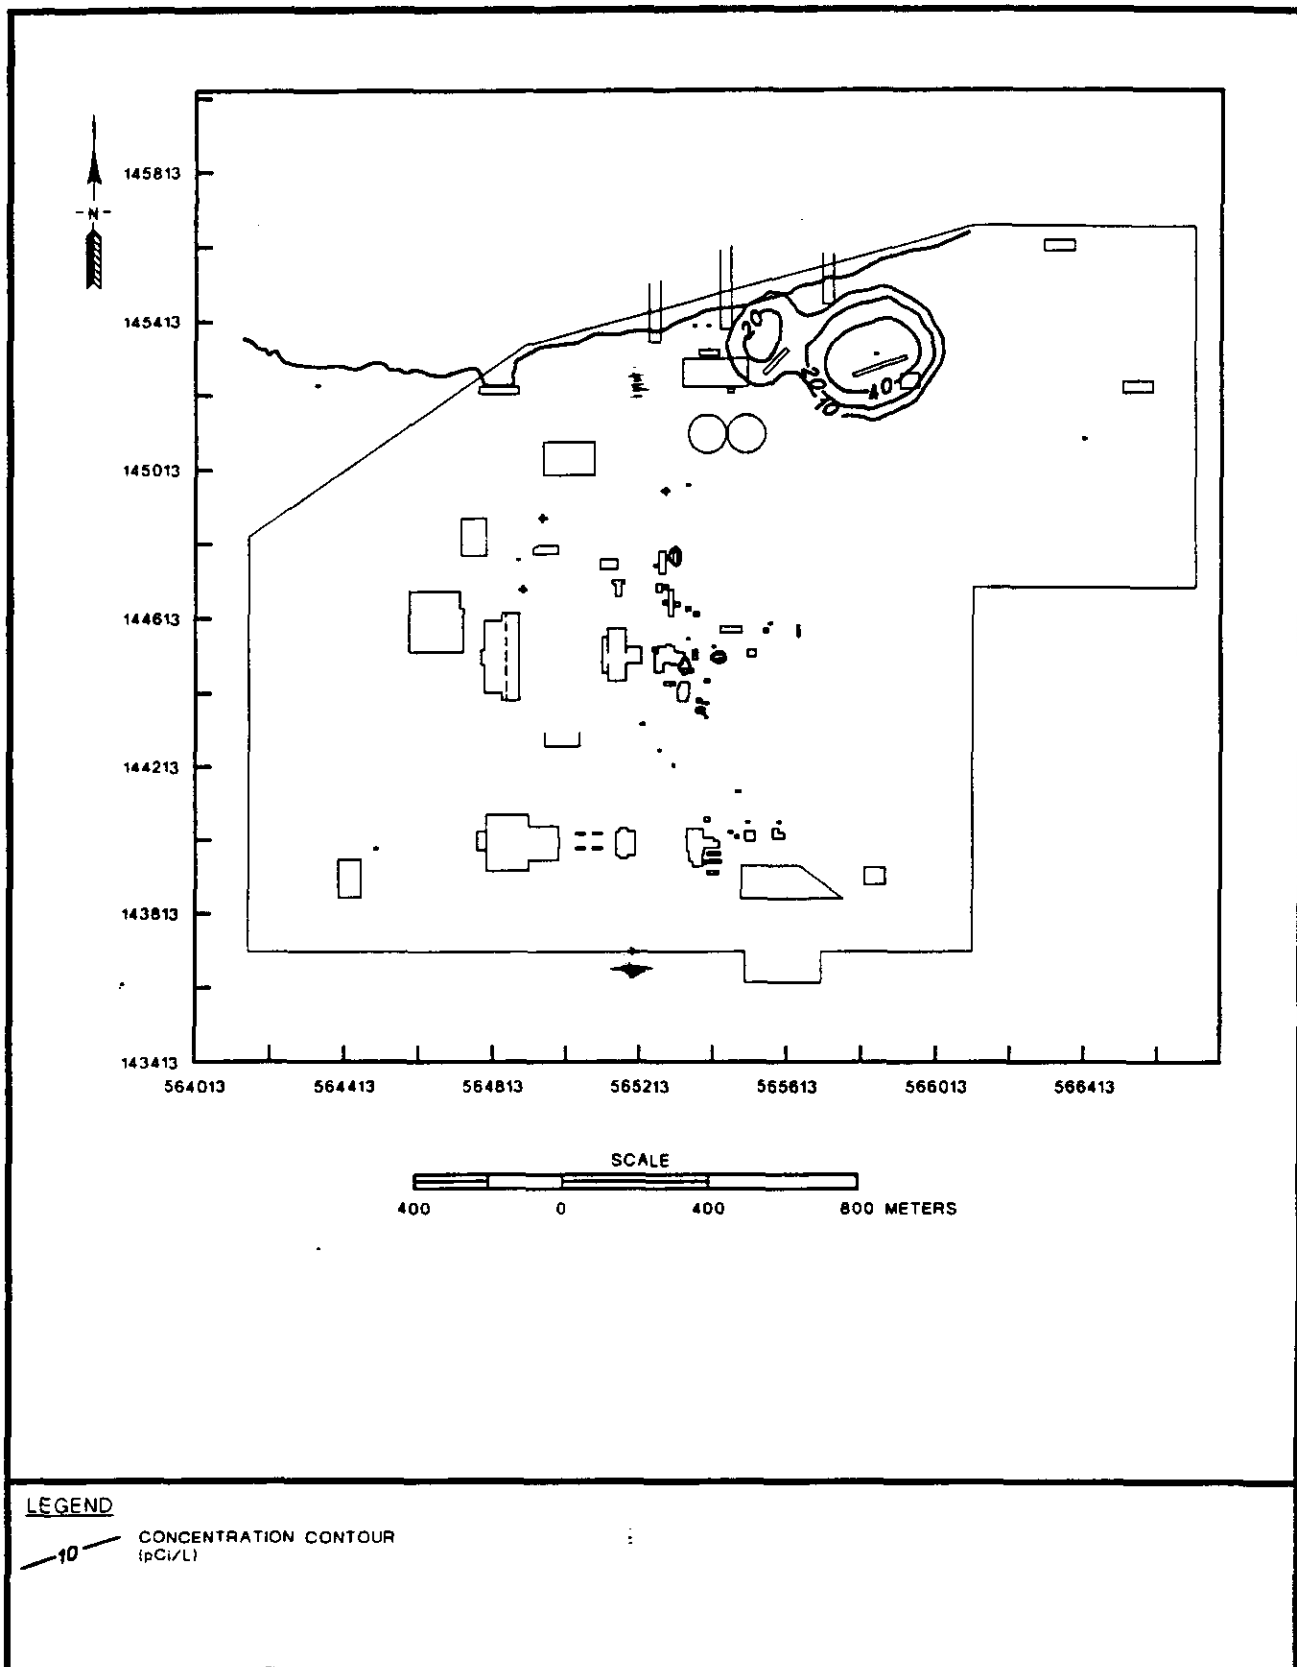 145813
-N-
145413
20
20
10
40
145013
144613
144213
143813
143413
564013 564413 564813 565213 565613 566013 566413
SCALE
400 0 400 800 METERS
LEGEND
10 CONCENTRATION CONTOUR
(pCi/L)